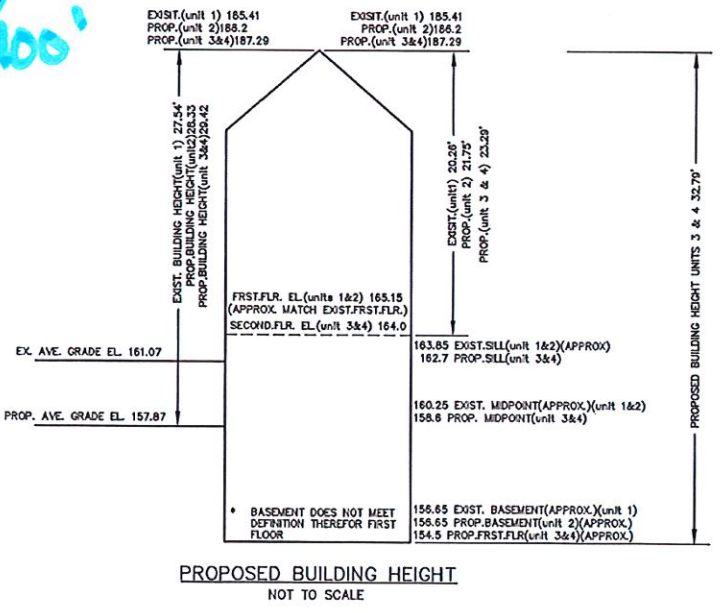 00'
EXISIT.(unit 1) 185.41
PROP.(unit 2)186.2
PROP.(unit 3&4)187.29
EXISIT.(unit 1) 185.41
PROP.(unit 2)186.2
PROP.(unit 3&4)187.29
EXIST. BUILDING HEIGHT(unit 1) 27.54'
PROP.BUILDING HEIGHT(unit2)28.33
PROP.BUILDING HEIGHT(unit 3&4)29.42
EXSIT.(unit1) 20.26'
PROP.(unit 2) 21.75'
PROP.(unit 3 & 4) 23.29'
PROPOSED BUILDING HEIGHT UNITS 3 & 4 32.79'
FRST.FLR. EL.(units 1&2) 165.15
(APPROX. MATCH EXIST.FRST.FLR.)
SECOND.FLR. EL.(unit 3&4) 164.0
EX. AVE. GRADE EL. 161.07
163.85 EXIST.SILL(unit 1&2)(APPROX)
162.7 PROP.SILL(unit 3&4)
PROP. AVE. GRADE EL. 157.87
160.25 EXIST. MIDPOINT(APPROX.)(unit 1&2)
158.6 PROP. MIDPOINT(unit 3&4)
* BASEMENT DOES NOT MEET
DEFINITION THEREFOR FIRST
FLOOR
156.65 EXIST. BASEMENT(APPROX.)(unit 1)
156.65 PROP.BASEMENT(unit 2)(APPROX.)
154.5 PROP.FRST.FLR(unit 3&4)(APPROX.)
PROPOSED BUILDING HEIGHT
NOT TO SCALE